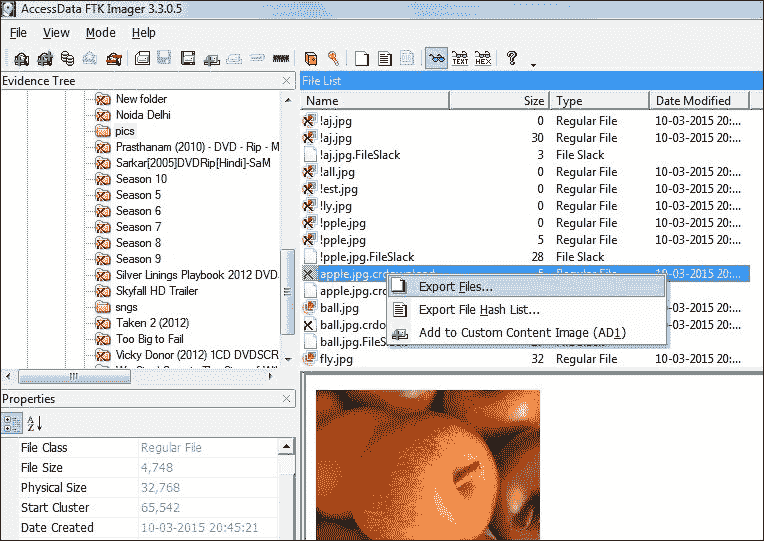 AccessData FTK Imager 3.3.0.5
File View Mode Help
TEXT HEX ?
Evidence Tree
New folder
Noida Delhi
pics
Prasthanam (2010) - DVD - Rip - M
Sarkar[2005]DVDRip[Hindi]-SaM
Season 10
Season 5
Season 6
Season 7
Season 8
Season 9
Silver Linings Playbook 2012 DVD
Skyfall HD Trailer
sngs
Taken 2 (2012)
Too Big to Fail
Vicky Donor (2012) 1CD DVDSCR
Properties
A
Z
File Class Regular File
File Size 4,748
Physical Size 32,768
Start Cluster 65,542
Date Created 10-03-2015 20:45:21
File List
Name Size Type Date Modified
!aj.jpg 0 Regular File 10-03-2015 20:...
!aj.jpg 30 Regular File 10-03-2015 20:...
!aj.jpg.FileSlack 3 File Slack
!all.jpg 0 Regular File 10-03-2015 20:...
!est.jpg 0 Regular File 10-03-2015 20:...
!ly.jpg 0 Regular File 10-03-2015 20:...
!pple.jpg 0 Regular File 10-03-2015 20:...
!pple.jpg 5 Regular File 10-03-2015 20:...
!pple.jpg.FileSlack 28 File Slack
apple.jpg.crdownload 5 Regular File 10-03-2015 20:...
apple.jpg.crd
ball.jpg 10-03-2015 20:...
ball.jpg.crdo 10-03-2015 20:...
ball.jpg.FileS
fly.jpg 32 Regular File 10-03-2015 20:...
Export Files...
Export File Hash List...
Add to Custom Content Image (AD1)